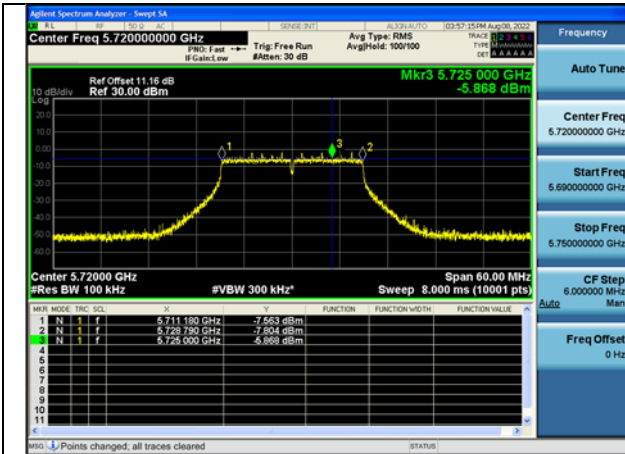 Agilent Spectrum Analyzer - Swept SA
RL RF 50 Ω AC SENSE:INT ALIGN AUTO 03:57:15 PM Aug 08, 2022
Center Freq 5.720000000 GHz
PNO: Fast
IFGain:Low
Trig: Free Run
#Atten: 30 dB
Avg Type: RMS
Avg|Hold: 100/100
TRACE 1 2 3 4 5 6
TYPE
DET A A A A A A
Frequency
Auto Tune
Center Freq
5.720000000 GHz
Start Freq
5.690000000 GHz
Stop Freq
5.750000000 GHz
CF Step
6.000000 MHz
Auto Man
Freq Offset
0 Hz
Mkr3 5.725 000 GHz
-5.868 dBm
Ref Offset 11.16 dB
10 dB/div Ref 30.00 dBm
Log
20.0
10.0
0.00
-10.0
-20.0
-30.0
-40.0
-50.0
-60.0
1
3
2
Center 5.72000 GHz Span 60.00 MHz
#Res BW 100 kHz #VBW 300 kHz* Sweep 8.000 ms (10001 pts)
MKR MODE TRC SCL X Y FUNCTION FUNCTION WIDTH FUNCTION VALUE
1 N 1 f 5.711 180 GHz -7.563 dBm
2 N 1 f 5.728 790 GHz -7.804 dBm
3 N 1 f 5.725 000 GHz -5.868 dBm
4
5
6
7
8
9
10
11
MSG Points changed; all traces cleared STATUS